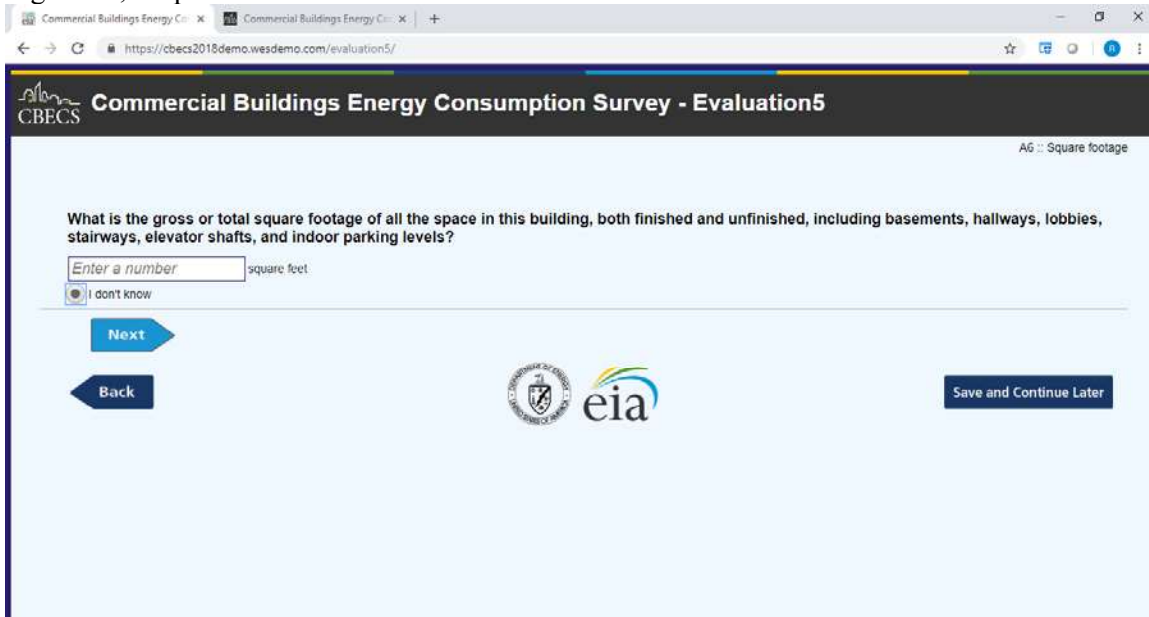 Commercial Buildings Energy Co
Commercial Buildings Energy Co
https://cbecs2018demo.wesdemo.com/evaluation5/
CBECS
Commercial Buildings Energy Consumption Survey - Evaluation5
A6 :: Square footage
What is the gross or total square footage of all the space in this building, both finished and unfinished, including basements, hallways, lobbies,
stairways, elevator shafts, and indoor parking levels?
Enter a number square feet
I don't know
Next
Back
eia
Save and Continue Later